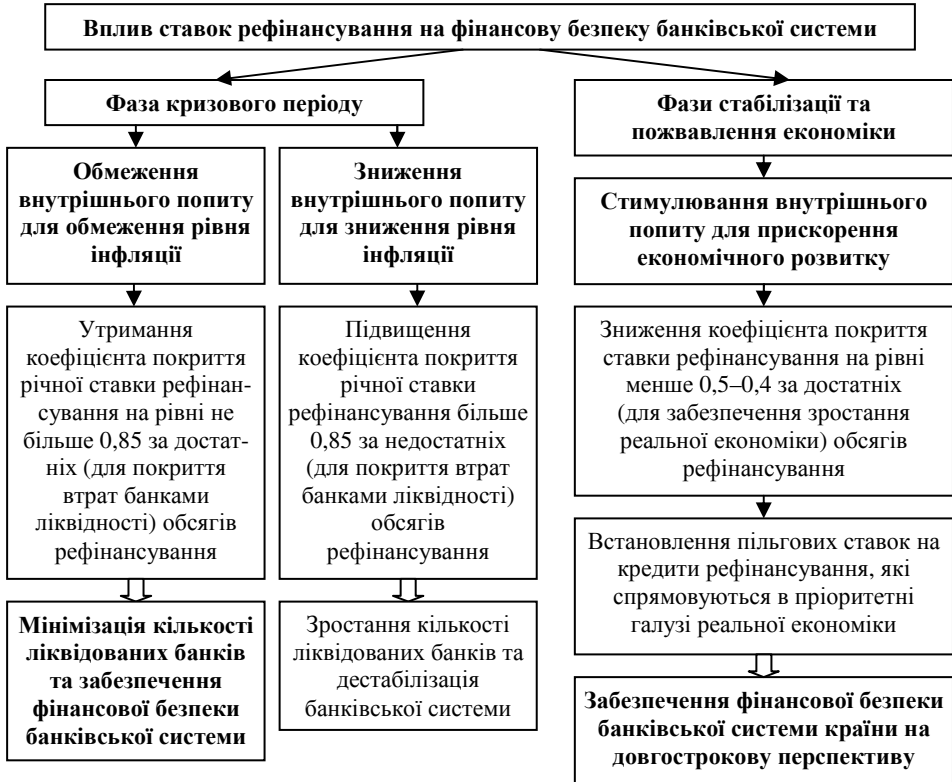 Вплив ставок рефінансування на фінансову безпеку банківської системи
Фаза кризового періоду
Обмеження
внутрішнього попиту
для обмеження рівня
інфляції
Утримання
коефіцієнта покриття
річної ставки рефінан-
сування на рівні не
більше 0,85 за достат-
ніх (для покриття
втрат банками
ліквідності) обсягів
рефінансування
Мінімізація кількості
ліквідованих банків
та забезпечення
фінансової безпеки
банківської системи
Зниження
внутрішнього попиту
для зниження рівня
інфляції
Підвищення
коефіцієнта покриття
річної ставки
рефінансування більше
0,85 за недостатніх
(для покриття втрат
банками ліквідності)
обсягів
рефінансування
Зростання кількості
ліквідованих банків та
дестабілізація
банківської системи
Фази стабілізації та
пожвавлення економіки
Стимулювання внутрішнього
попиту для прискорення
економічного розвитку
Зниження коефіцієнта покриття
ставки рефінансування на рівні
менше 0,5–0,4 за достатніх
(для забезпечення зростання
реальної економіки) обсягів
рефінансування
Встановлення пільгових ставок на
кредити рефінансування, які
спрямовуються в пріоритетні
галузі реальної економіки
Забезпечення фінансової безпеки
банківської системи країни на
довгострокову перспективу